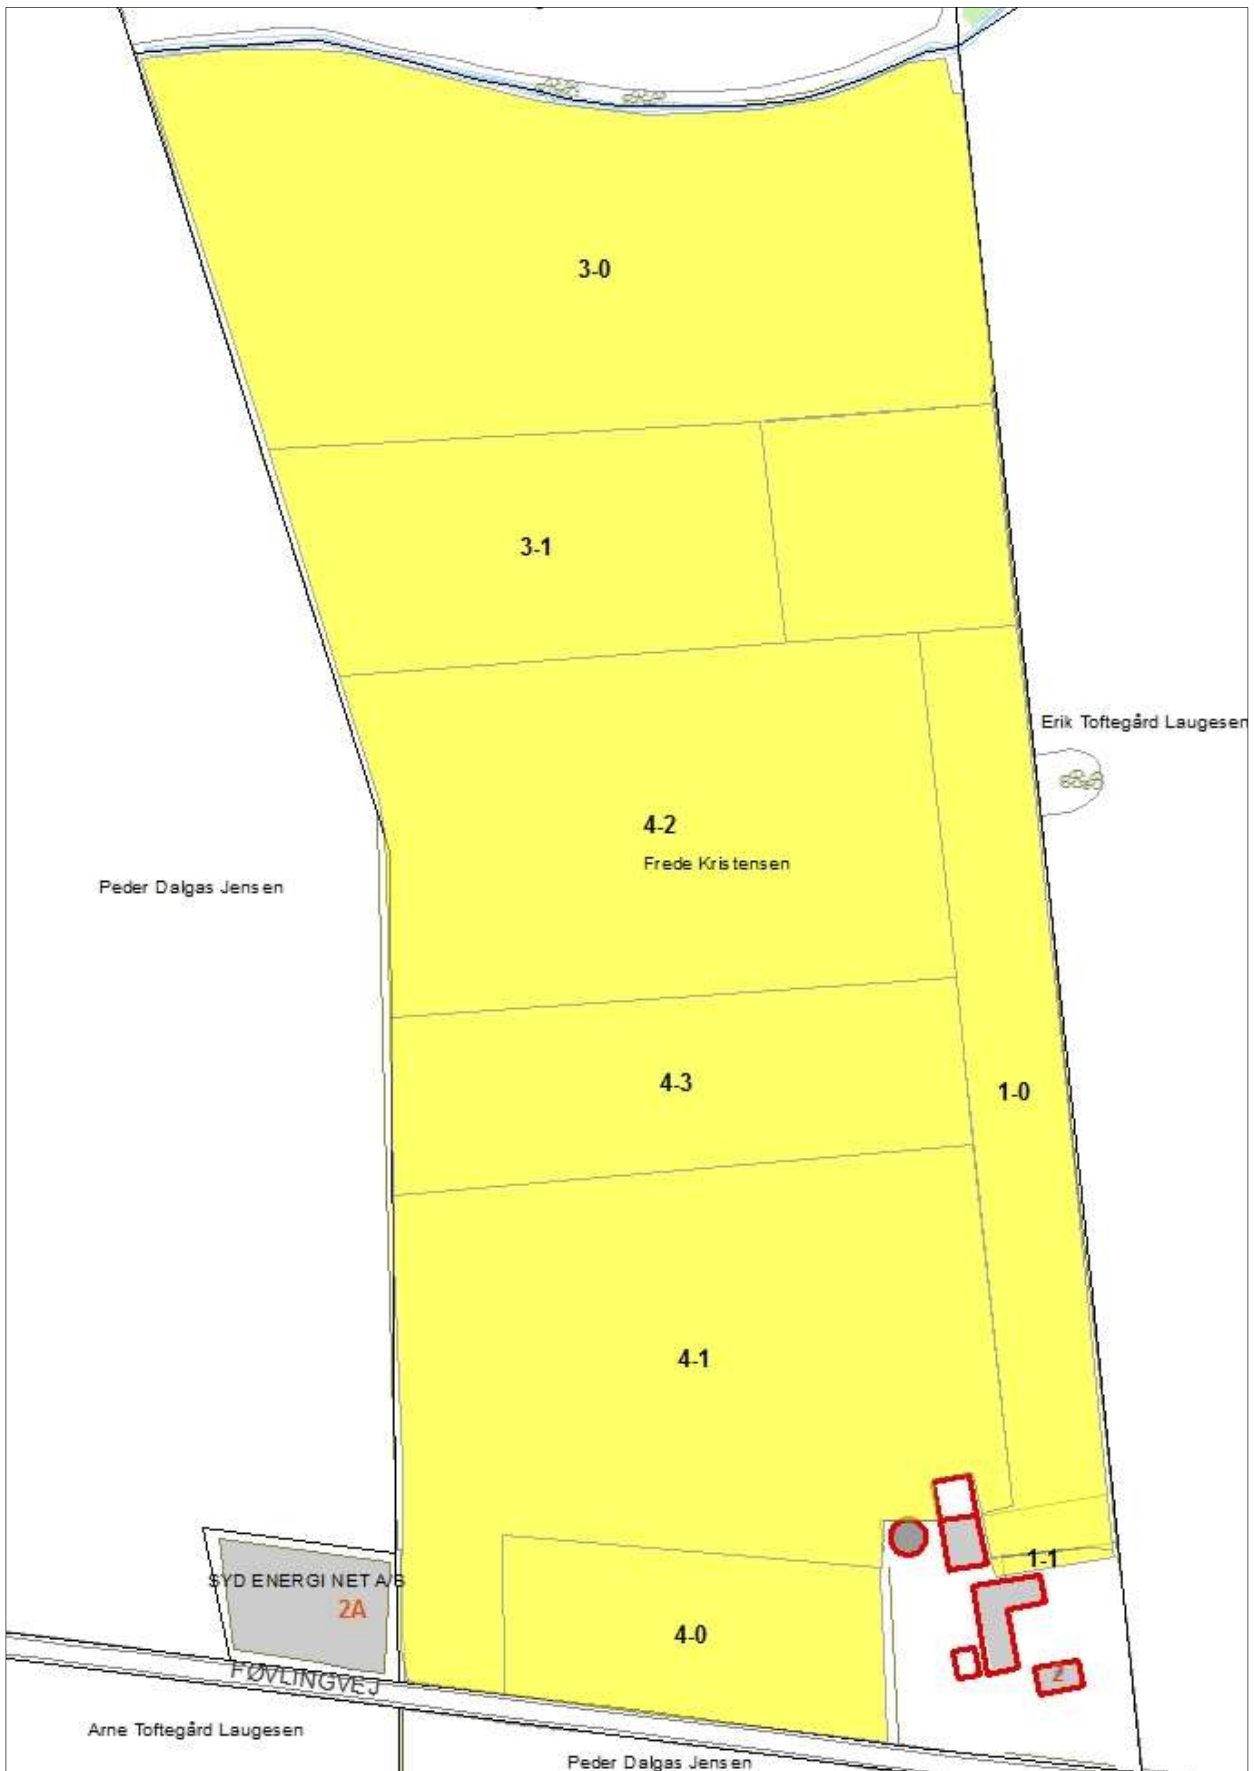 3-0
3-1
Erik Toftegård Laugesen
4-2
Frede Kristensen
Peder Dalgas Jensen
4-3
1-0
4-1
1-1
SYD ENERGI NET A/S
2A
4-0
2
FØVLINGVEJ
Arne Toftegård Laugesen
Peder Dalgas Jensen